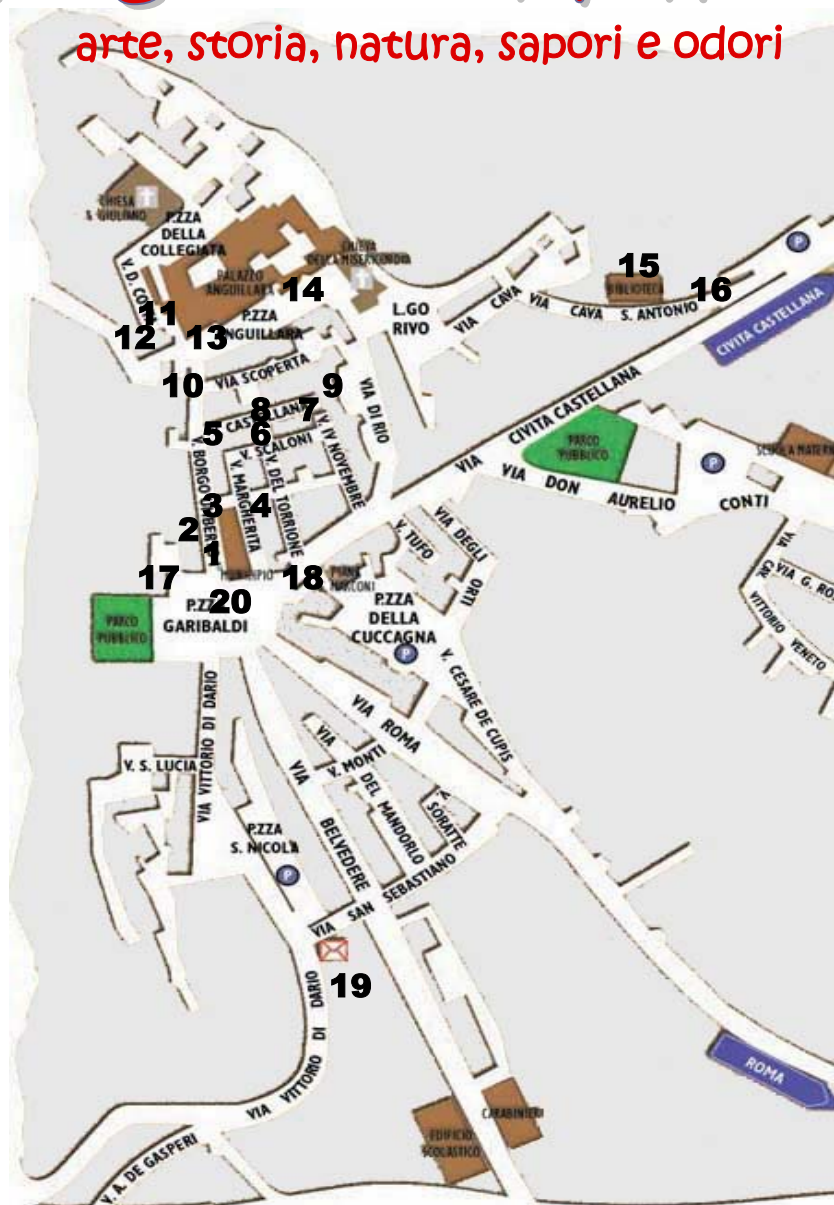 arte, storia, natura, sapori e odori
CHIESA
S. GIULIANO
P.ZZA
DELLA
COLLEGIATA
V. D. CORTE
PALAZZO
ANGUILLARA
14
CHIESA
DELLA MISERICORDIA
11
12
13
P.ZZA
ANGUILLARA
L.GO
RIVO
VIA CAVA
VIA CAVA S. ANTONIO
15
BIBLIOTECA
16
P
CIVITA CASTELLANA
10
VIA SCOPERTA
9
VIA DI RIO
8
7
CASTELLANA
5
6
V. SCALONI
V. IV NOVEMBRE
VIA CIVITA CASTELLANA
PARCO
PUBBLICO
P
SCUOLA MATERN
VIA DON AURELIO CONTI
V. BORGO UMBERTO
V. MARGHERITA
V. DEL TORRIONE
3
4
2
1
MUNICIPIO
17
18
MARCONI
V. TUFO
VIA DEGLI ORTI
VIA
VIA G. RO
VITTORIO VENETO
20
P.ZZA
GARIBALDI
PARCO
PUBBLICO
P.ZZA
DELLA
CUCCAGNA
P
V. CESARE DE CUPIS
VIA ROMA
VIA VITTORIO DI DARIO
V. S. LUCIA
VIA BELVEDERE
VIA DEL MANDORLO
V. MONTI
SORATTE
P.ZZA
S. NICOLA
P
VIA SAN SEBASTIANO
19
VIA VITTORIO DI DARIO
V. A. DE GASPERI
ROMA
CARABINIERI
EDIFICIO
SCOLASTICO